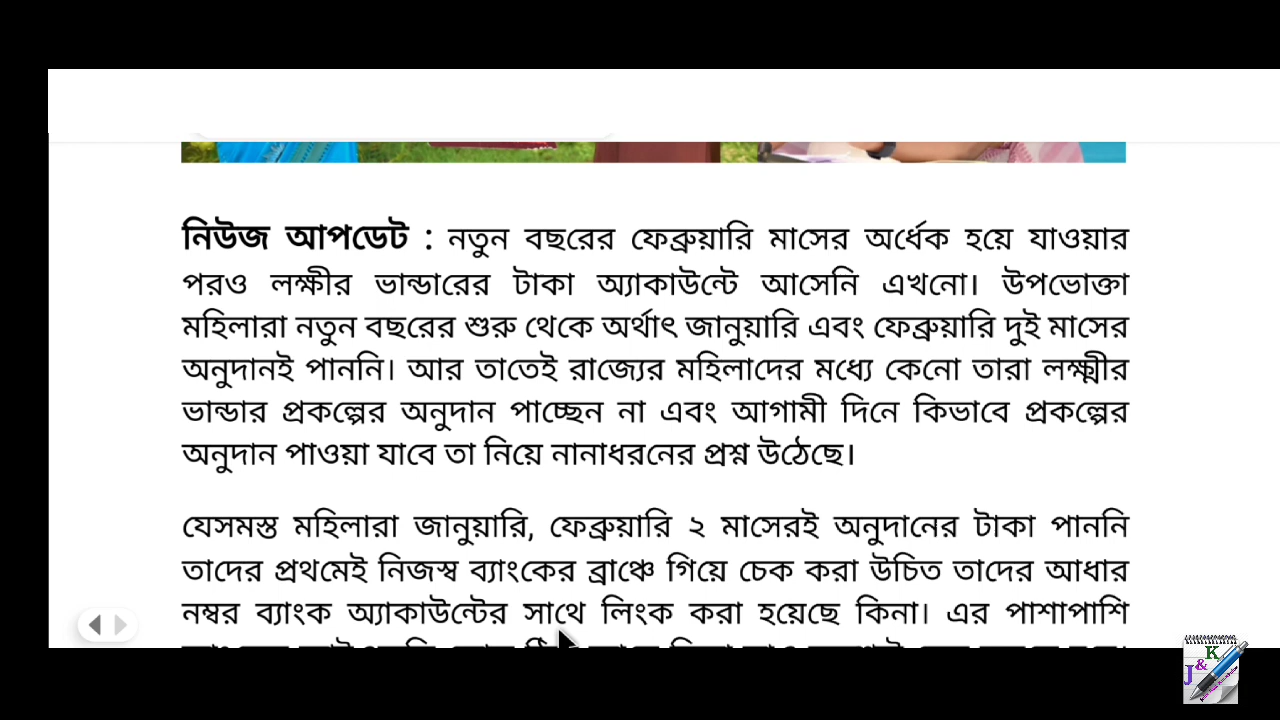 নিউজ আপডেট : নতুন বছরের ফেব্রুয়ারি মাসের অর্ধেক হয়ে যাওয়ার
পরও লক্ষীর ভান্ডারের টাকা অ্যাকাউন্টে আসেনি এখনো। উপভোক্তা
মহিলারা নতুন বছরের শুরু থেকে অর্থাৎ জানুয়ারি এবং ফেব্রুয়ারি দুই মাসের
অনুদানই পাননি। আর তাতেই রাজ্যের মহিলাদের মধ্যে কেনো তারা লক্ষ্মীর
ভান্ডার প্রকল্পের অনুদান পাচ্ছেন না এবং আগামী দিনে কিভাবে প্রকল্পের
অনুদান পাওয়া যাবে তা নিয়ে নানাধরনের প্রশ্ন উঠেছে।
যেসমস্ত মহিলারা জানুয়ারি, ফেব্রুয়ারি ২ মাসেরই অনুদানের টাকা পাননি
তাদের প্রথমেই নিজস্ব ব্যাংকের ব্রাঞ্চে গিয়ে চেক করা উচিত তাদের আধার
নম্বর ব্যাংক অ্যাকাউন্টের সাথে লিংক করা হয়েছে কিনা। এর পাশাপাশি
J&K